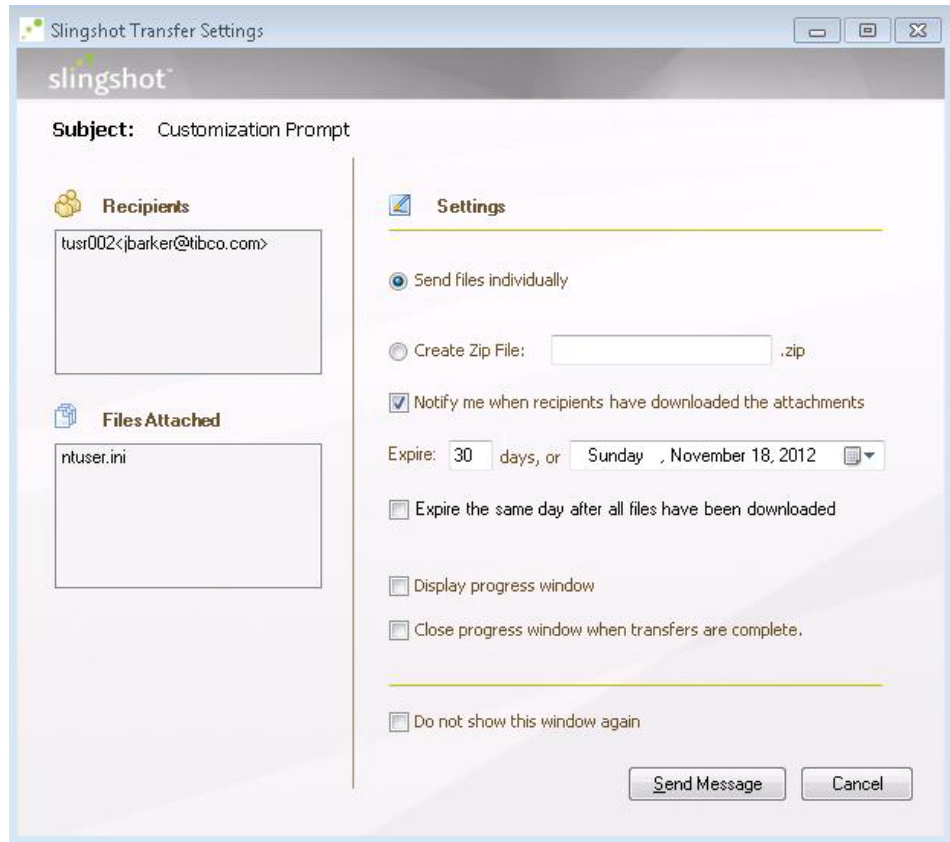 Slingshot Transfer Settings
slingshot™
Subject: Customization Prompt
Recipients
tusr002<jbarker@tibco.com>
Files Attached
ntuser.ini
Settings
Send files individually
Create Zip File: .zip
Notify me when recipients have downloaded the attachments
Expire: 30 days, or Sunday , November 18, 2012
Expire the same day after all files have been downloaded
Display progress window
Close progress window when transfers are complete.
Do not show this window again
Send Message Cancel